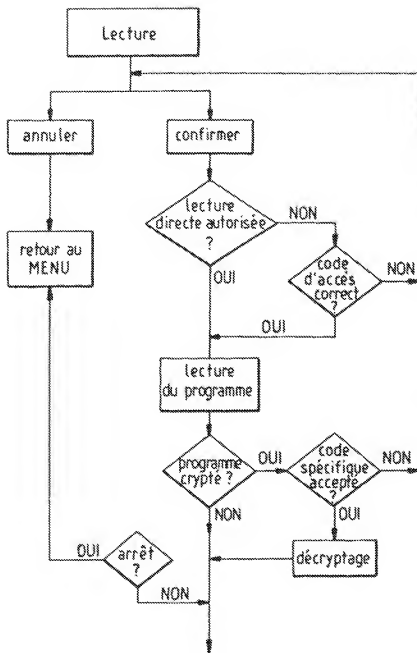 Lecture
annuler
confirmer
lecture
directe autorisée
?
NON
retour au
MENU
code
d'accès
correct
?
NON
OUI
OUI
lecture
du programme
programme
crypté ?
OUI
code
spécifique
accepté
?
NON
NON
OUI
décryptage
OUI
arrêt
?
NON